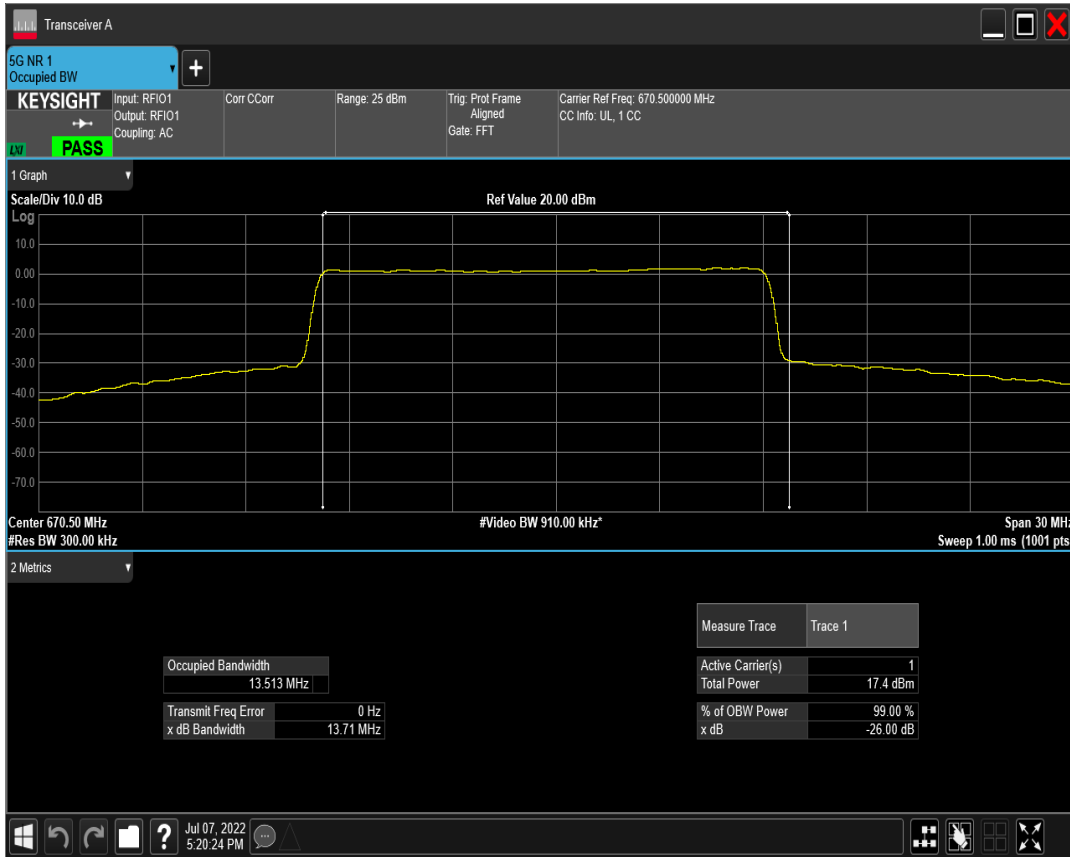 Transceiver A
5G NR 1
Occupied BW
+
KEYSIGHT
LXI
PASS
Input: RFIO1
Output: RFIO1
Coupling: AC
Corr CCorr
Range: 25 dBm
Trig: Prot Frame
Aligned
Gate: FFT
Carrier Ref Freq: 670.500000 MHz
CC Info: UL, 1 CC
1 Graph
Scale/Div 10.0 dB
Ref Value 20.00 dBm
Log
10.0
0.00
-10.0
-20.0
-30.0
-40.0
-50.0
-60.0
-70.0
Center 670.50 MHz
#Video BW 910.00 kHz*
Span 30 MHz
#Res BW 300.00 kHz
Sweep 1.00 ms (1001 pts
2 Metrics
Measure Trace Trace 1
Occupied Bandwidth
13.513 MHz
Active Carrier(s) 1
Total Power 17.4 dBm
Transmit Freq Error 0 Hz
x dB Bandwidth 13.71 MHz
% of OBW Power 99.00 %
x dB -26.00 dB
?
Jul 07, 2022
5:20:24 PM